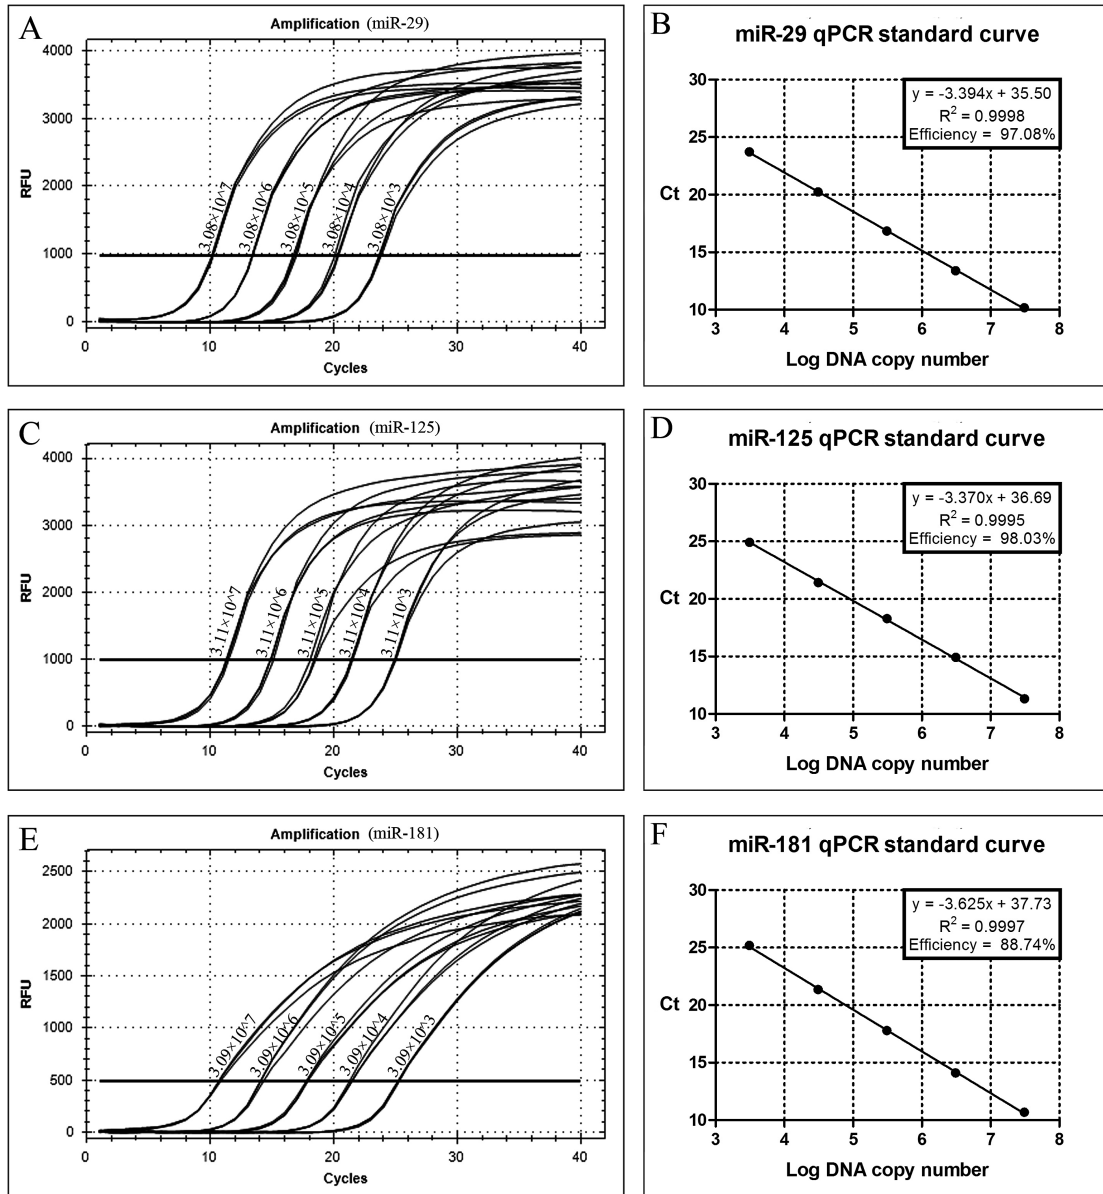 A
Amplification (miR-29)
RFU
4000
3000
2000
1000
0
3.08×10^7
3.08×10^6
3.08×10^5
3.08×10^4
3.08×10^3
0
10
20
30
40
Cycles
B
miR-29 qPCR standard curve
y = -3.394x + 35.50
R² = 0.9998
Efficiency = 97.08%
Ct
30
25
20
15
10
3
4
5
6
7
8
Log DNA copy number
C
Amplification (miR-125)
RFU
4000
3000
2000
1000
0
3.11×10^7
3.11×10^6
3.11×10^5
3.11×10^4
3.11×10^3
0
10
20
30
40
Cycles
D
miR-125 qPCR standard curve
y = -3.370x + 36.69
R² = 0.9995
Efficiency = 98.03%
Ct
30
25
20
15
10
3
4
5
6
7
8
Log DNA copy number
E
Amplification (miR-181)
RFU
2500
2000
1500
1000
500
0
3.09×10^7
3.09×10^6
3.09×10^5
3.09×10^4
3.09×10^3
0
10
20
30
40
Cycles
F
miR-181 qPCR standard curve
y = -3.625x + 37.73
R² = 0.9997
Efficiency = 88.74%
Ct
30
25
20
15
10
3
4
5
6
7
8
Log DNA copy number